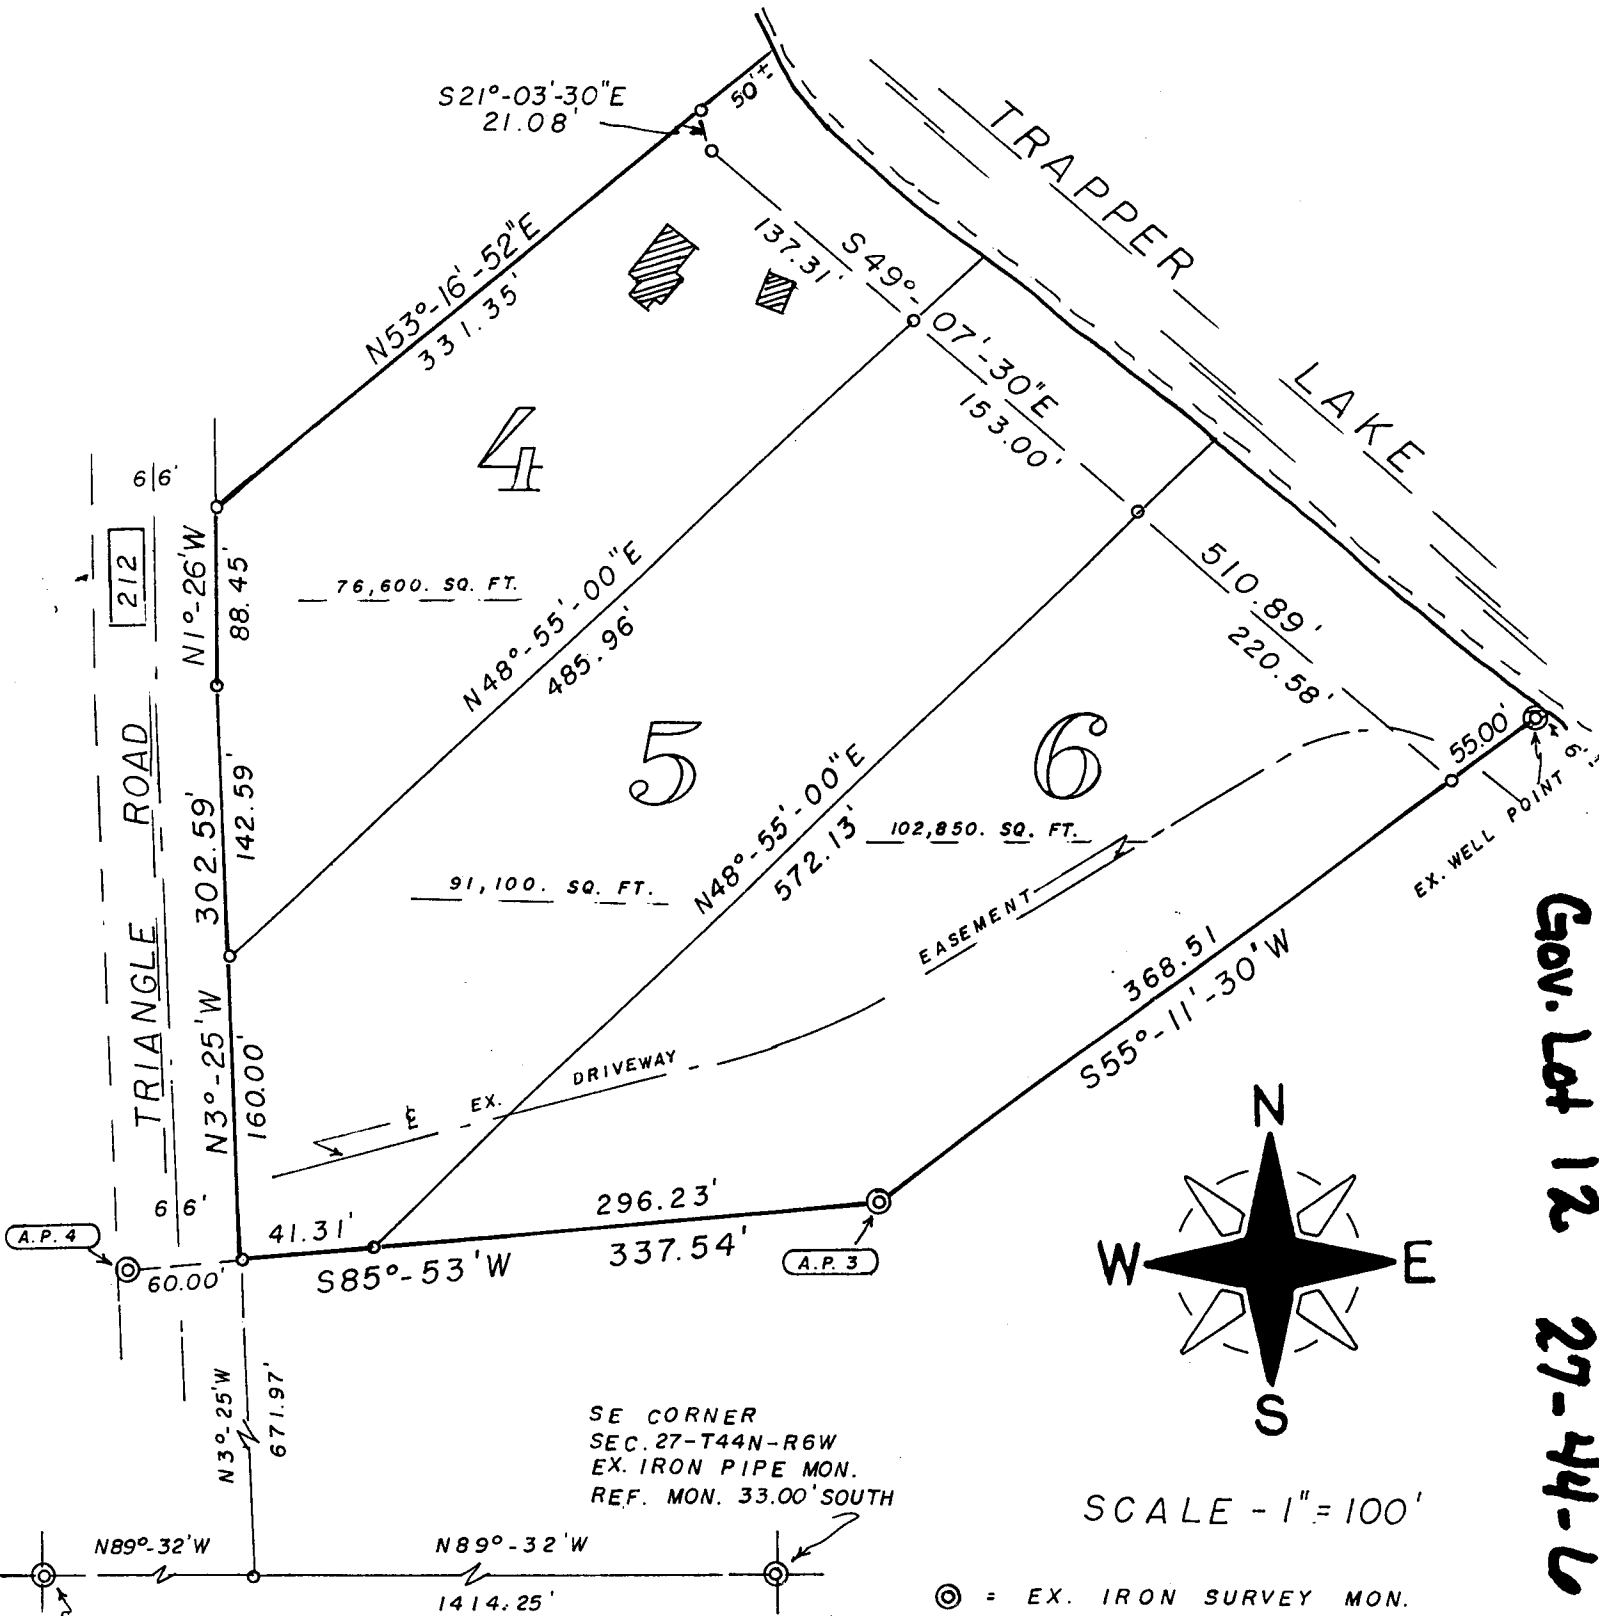 S21°-03'-30"E
21.08'
50'±
TRAPPER LAKE
N53°-16'-52"E
331.35'
137.31'
S49°-07'-30"E
153.00'
510.89'
220.58'
4
76,600. SQ. FT.
66'
212
N1°-26'W
88.45'
N48°-55'-00"E
485.96'
5
91,100. SQ. FT.
N48°-55'-00"E
572.13'
6
102,850. SQ. FT.
55.00'
6'±
EX. WELL POINT
TRIANGLE ROAD
302.59'
142.59'
N3°-25'W
160.00'
EASEMENT
368.51
S55°-11'-30"W
℄ EX. DRIVEWAY
66'
A.P. 4
60.00'
41.31'
296.23'
S85°-53'W
337.54'
A.P. 3
N3°-25'W
671.97'
N
W E
S
SE CORNER
SEC. 27-T44N-R6W
EX. IRON PIPE MON.
REF. MON. 33.00' SOUTH
SCALE - 1" = 100'
N89°-32'W
N89°-32'W
1414.25'
= EX. IRON SURVEY MON.
Gov. Lot 12 27-44-6